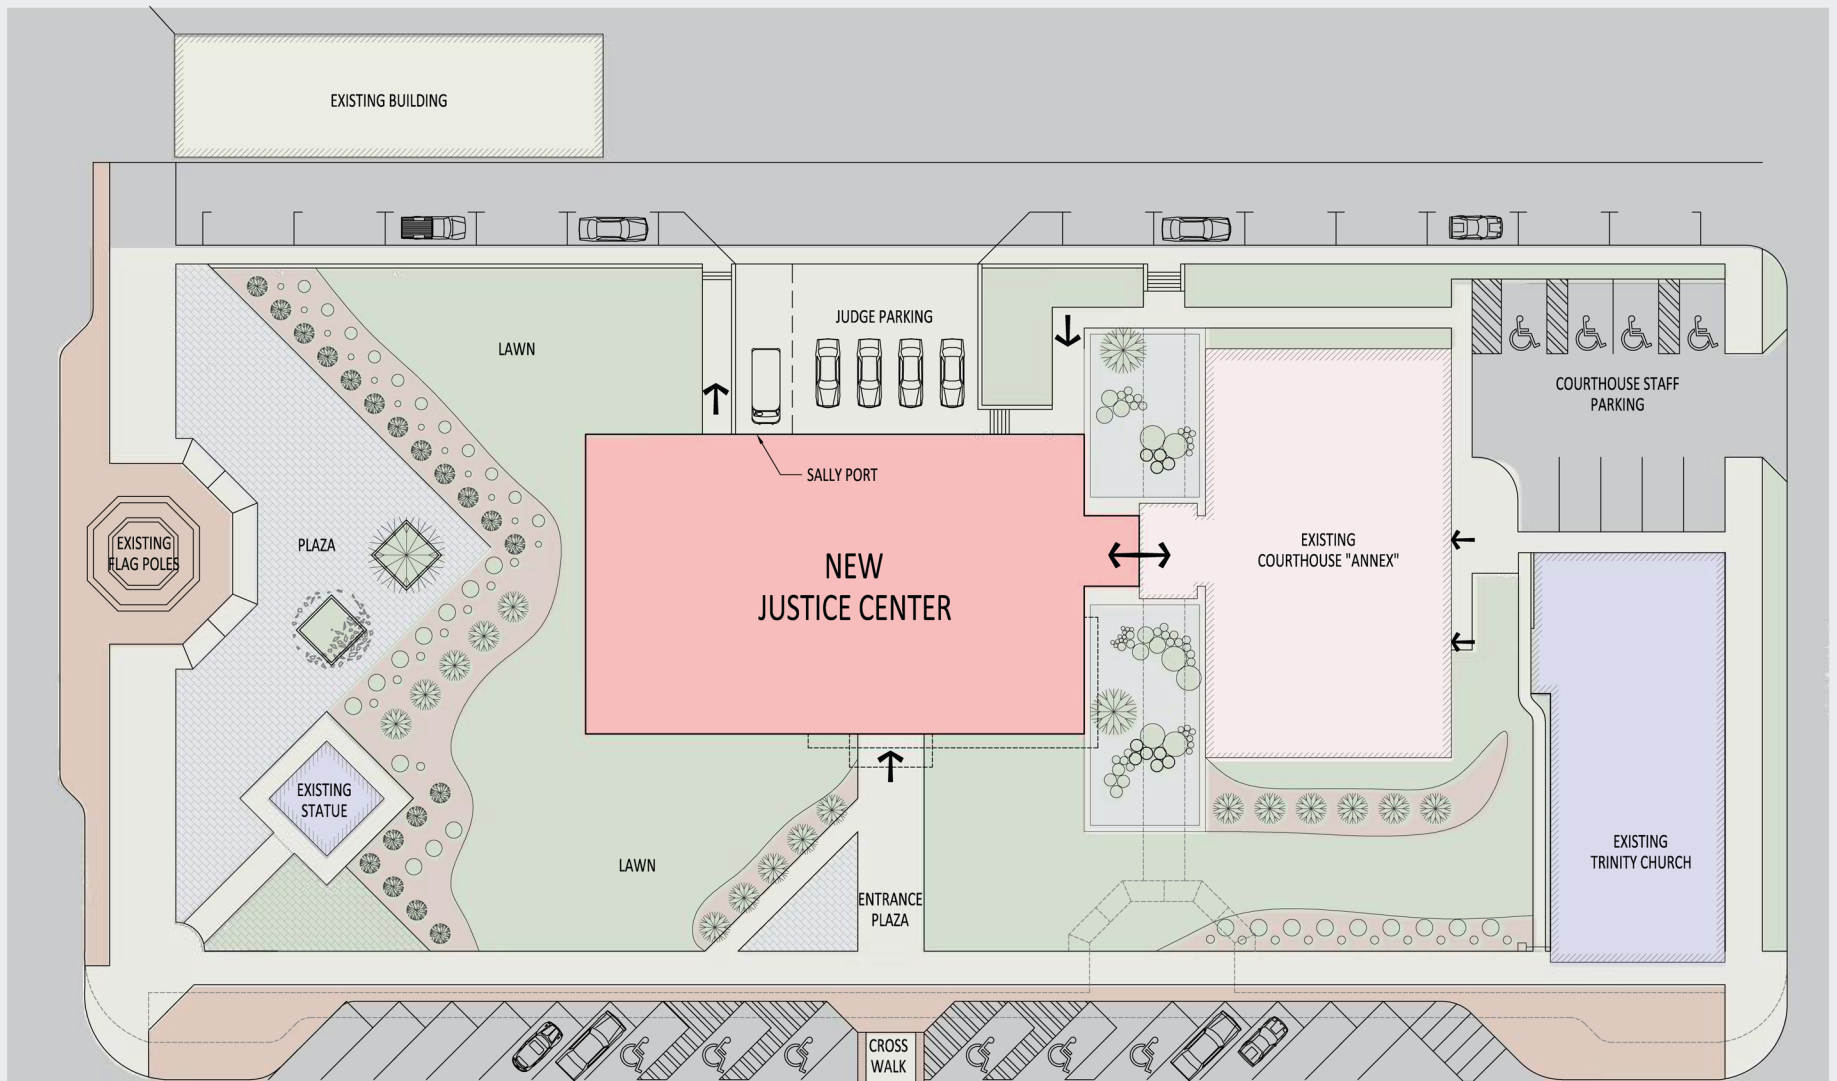 EXISTING BUILDING
JUDGE PARKING
LAWN
COURTHOUSE STAFF
PARKING
SALLY PORT
EXISTING
FLAG POLES
PLAZA
NEW
JUSTICE CENTER
EXISTING
COURTHOUSE "ANNEX"
EXISTING
STATUE
LAWN
EXISTING
TRINITY CHURCH
ENTRANCE
PLAZA
CROSS
WALK